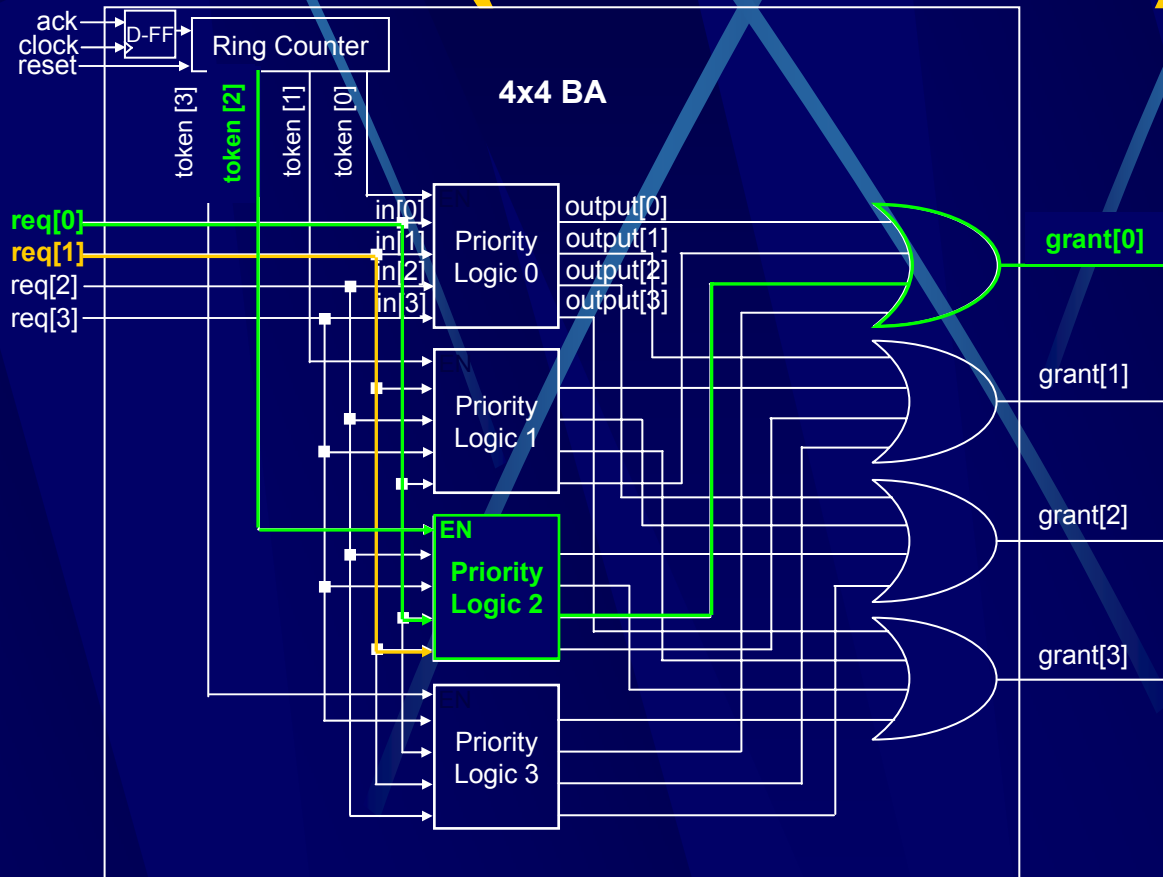 ack
clock
reset
D-FF
Ring Counter
token [3]
token [2]
token [1]
token [0]
4x4 BA
req[0]
req[1]
req[2]
req[3]
in[0]
in[1]
in[2]
in[3]
Priority
Logic 0
output[0]
output[1]
output[2]
output[3]
grant[0]
Priority
Logic 1
grant[1]
EN
Priority
Logic 2
grant[2]
EN
Priority
Logic 3
grant[3]